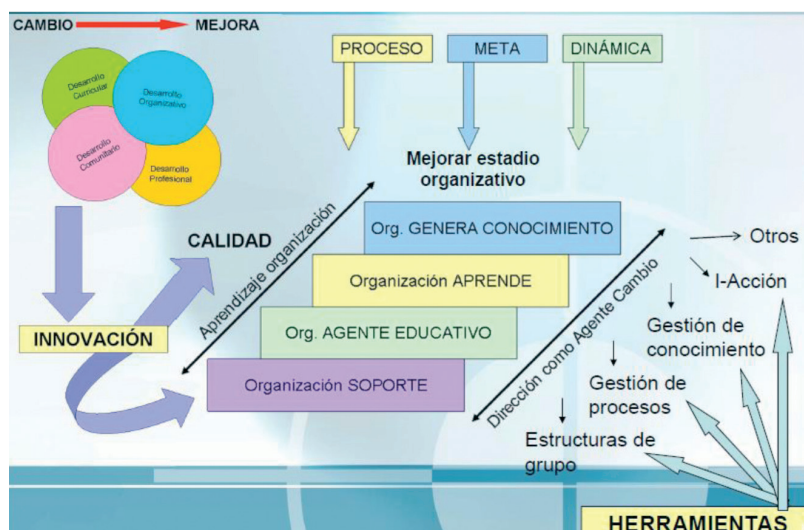 CAMBIO
MEJORA
PROCESO
META
DINÁMICA
Desarrollo
Curricular
Desarrollo
Organizativo
Desarrollo
Comunitario
Desarrollo
Profesional
Mejorar estadio
organizativo
Aprendizaje organización
CALIDAD
Org. GENERA CONOCIMIENTO
Organización APRENDE
Org. AGENTE EDUCATIVO
Organización SOPORTE
INNOVACIÓN
Dirección como Agente Cambio
Otros
I-Acción
Gestión de
conocimiento
Gestión de
procesos
Estructuras de
grupo
HERRAMIENTAS